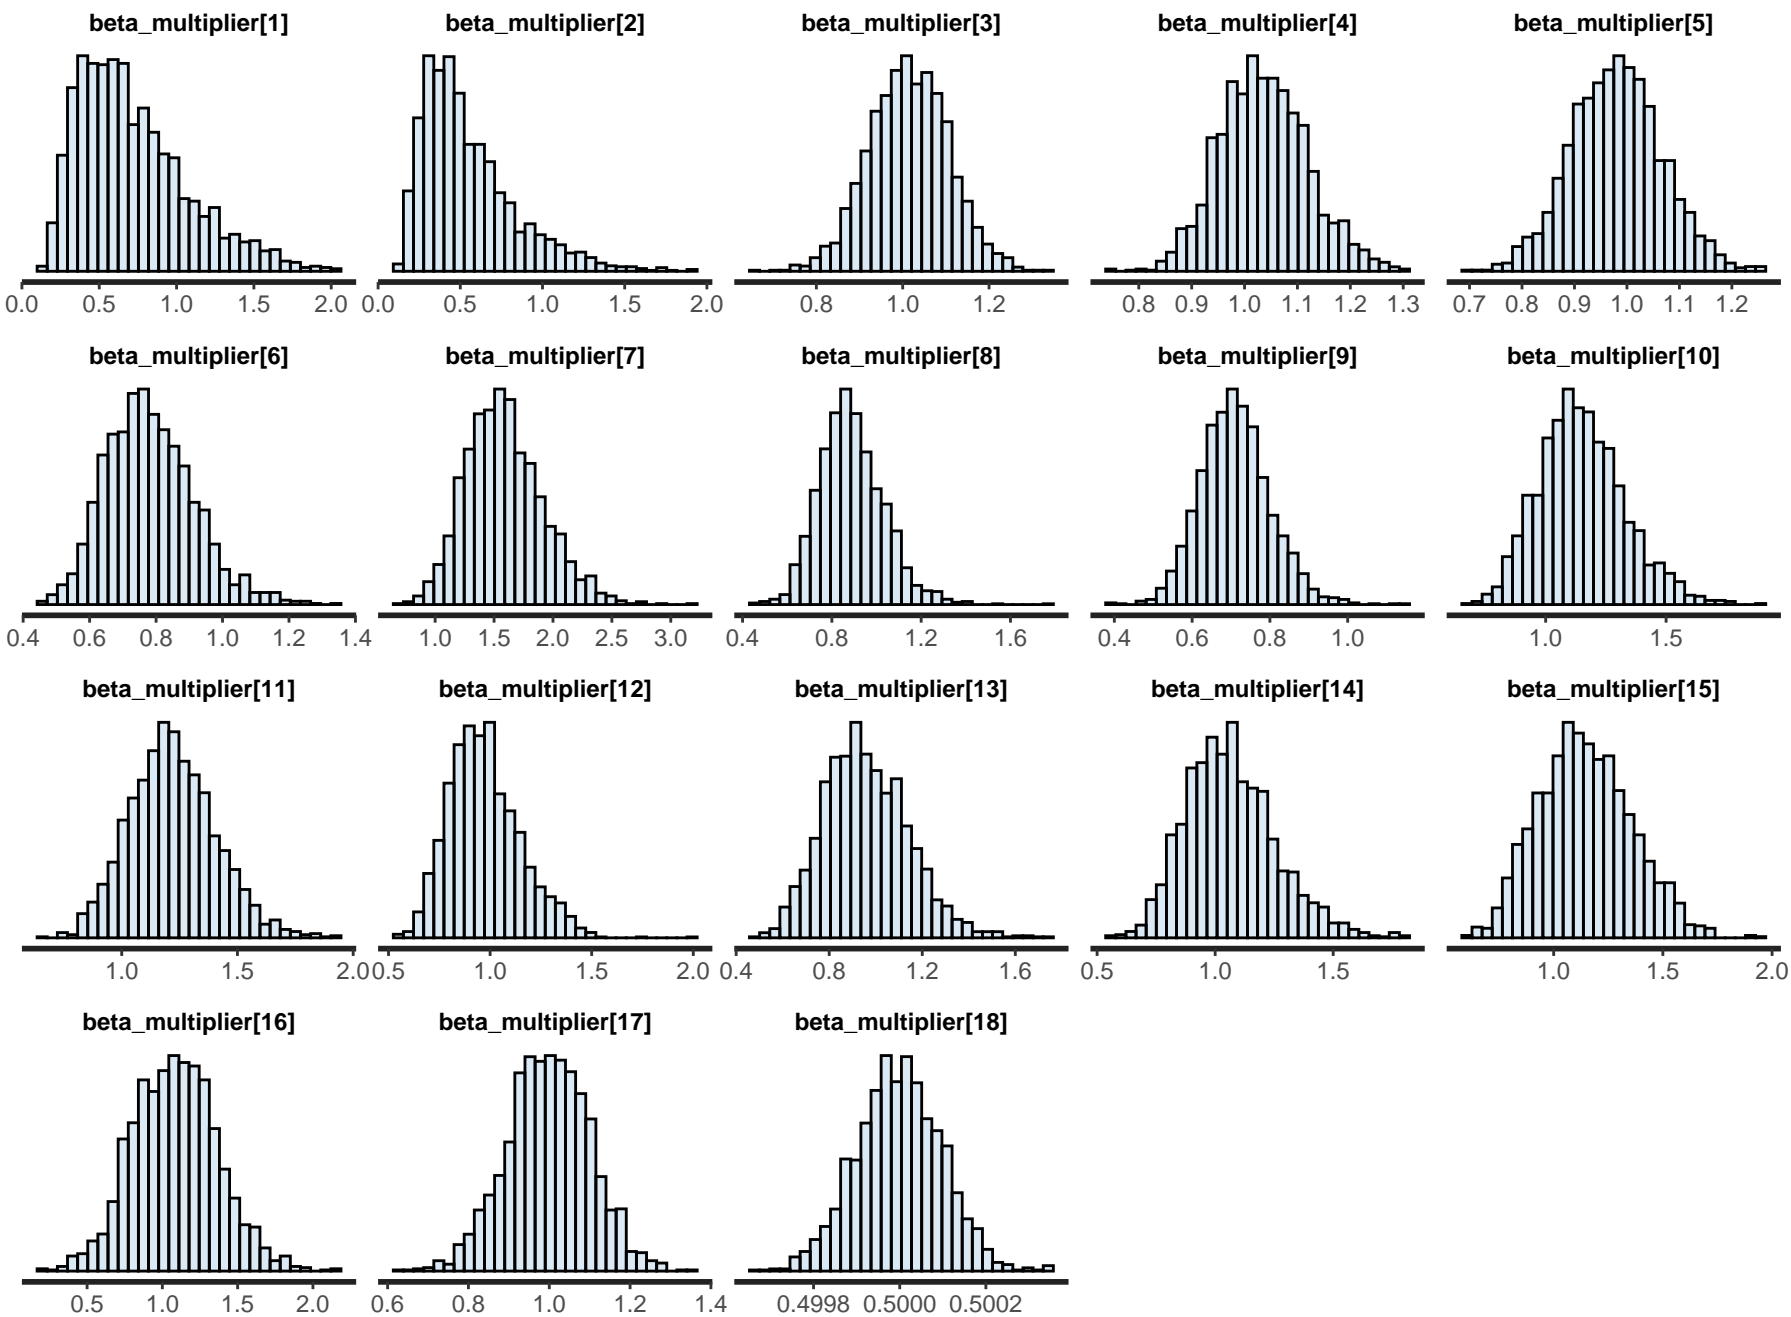 beta_multiplier[1] beta_multiplier[2] beta_multiplier[3] beta_multiplier[4] beta_multiplier[5]
0.0 0.5 1.0 1.5 2.0 0.0 0.5 1.0 1.5 2.0 0.8 1.0 1.2 0.8 0.9 1.0 1.1 1.2 1.3 0.7 0.8 0.9 1.0 1.1 1.2
beta_multiplier[6] beta_multiplier[7] beta_multiplier[8] beta_multiplier[9] beta_multiplier[10]
0.4 0.6 0.8 1.0 1.2 1.4 1.0 1.5 2.0 2.5 3.0 0.4 0.8 1.2 1.6 0.4 0.6 0.8 1.0 1.0 1.5
beta_multiplier[11] beta_multiplier[12] beta_multiplier[13] beta_multiplier[14] beta_multiplier[15]
1.0 1.5 2.0 0.5 1.0 1.5 2.0 0.4 0.8 1.2 1.6 0.5 1.0 1.5 1.0 1.5 2.0
beta_multiplier[16] beta_multiplier[17] beta_multiplier[18]
0.5 1.0 1.5 2.0 0.6 0.8 1.0 1.2 1.4 0.4998 0.5000 0.5002